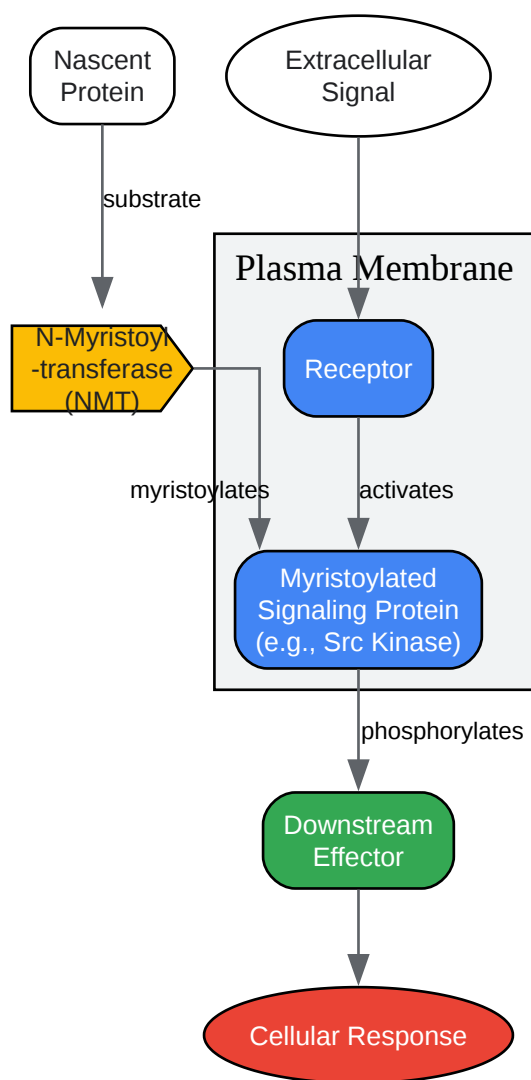 Nascent
Protein
Extracellular
Signal
substrate
Plasma Membrane
N-Myristoyl
-transferase
(NMT)
Receptor
myristoylates
activates
Myristoylated
Signaling Protein
(e.g., Src Kinase)
phosphorylates
Downstream
Effector
Cellular Response